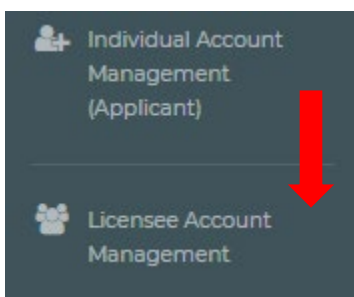 Individual Account
Management
(Applicant)
Licensee Account
Management